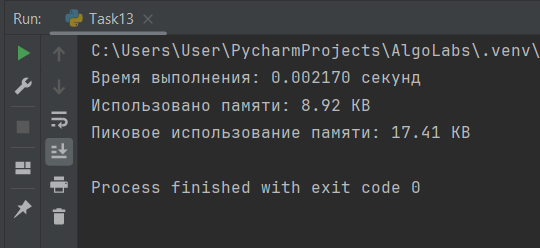 Run: Task13
C:\Users\User\PycharmProjects\AlgoLabs\.venv\
Время выполнения: 0.002170 секунд
Использовано памяти: 8.92 KB
Пиковое использование памяти: 17.41 KB
Process finished with exit code 0